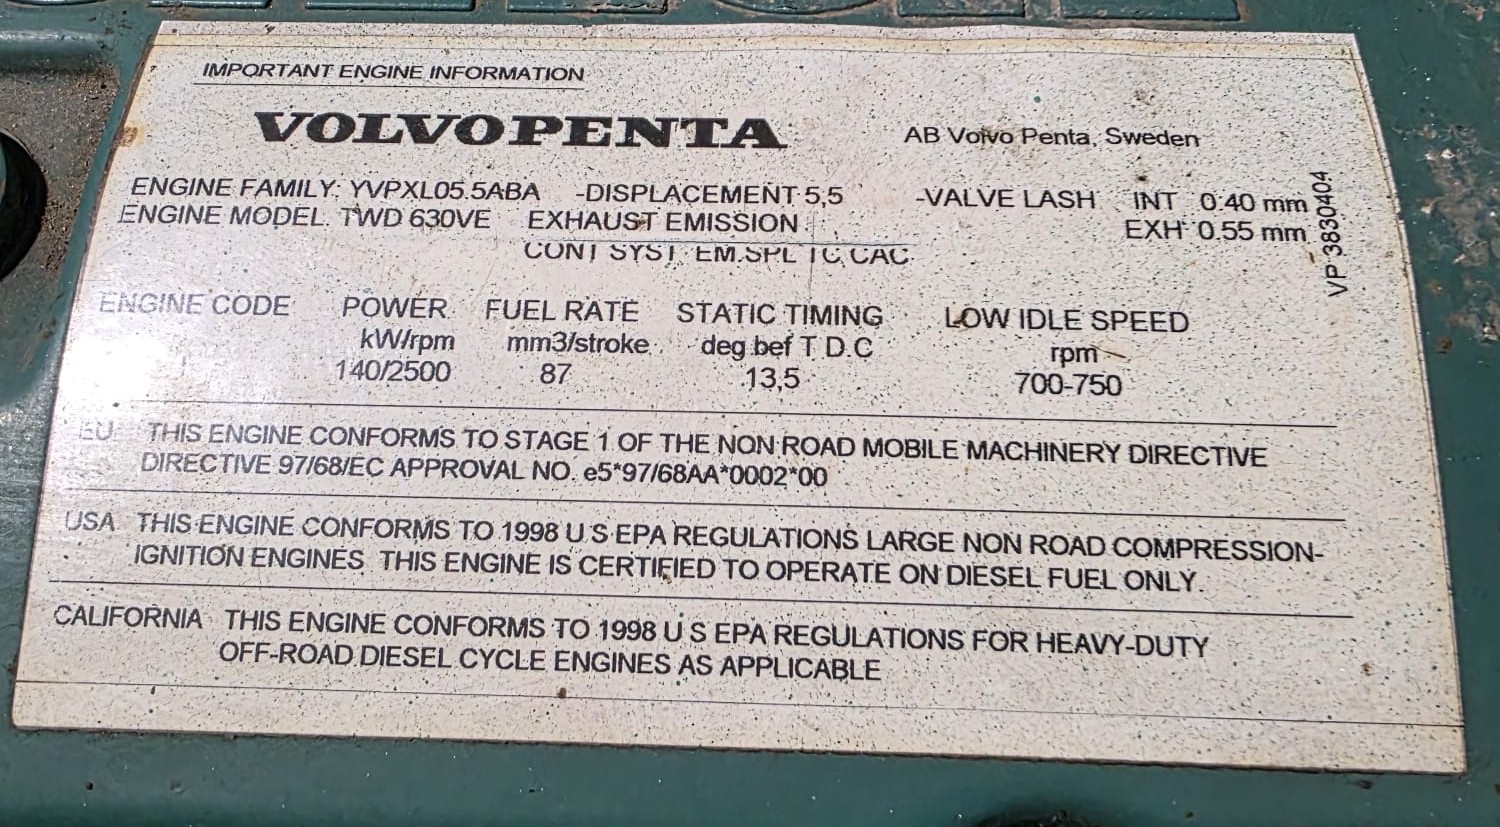 IMPORTANT ENGINE INFORMATION
VOLVO PENTA
AB Volvo Penta, Sweden
ENGINE FAMILY: YVPXL05.5ABA -DISPLACEMENT 5,5 -VALVE LASH INT 0.40 mm
ENGINE MODEL. TWD 630VE EXHAUST EMISSION EXH 0.55 mm
CONT SYST EM.SPL TC, CAC
VP 3830404
ENGINE CODE POWER FUEL RATE STATIC TIMING LOW IDLE SPEED
kW/rpm mm3/stroke deg bef T D.C rpm
140/2500 87 13,5 700-750
EU THIS ENGINE CONFORMS TO STAGE 1 OF THE NON ROAD MOBILE MACHINERY DIRECTIVE
DIRECTIVE 97/68/EC APPROVAL NO. e5*97/68AA*0002*00
USA THIS ENGINE CONFORMS TO 1998 U S EPA REGULATIONS LARGE NON ROAD COMPRESSION-
IGNITION ENGINES THIS ENGINE IS CERTIFIED TO OPERATE ON DIESEL FUEL ONLY.
CALIFORNIA THIS ENGINE CONFORMS TO 1998 U S EPA REGULATIONS FOR HEAVY-DUTY
OFF-ROAD DIESEL CYCLE ENGINES AS APPLICABLE